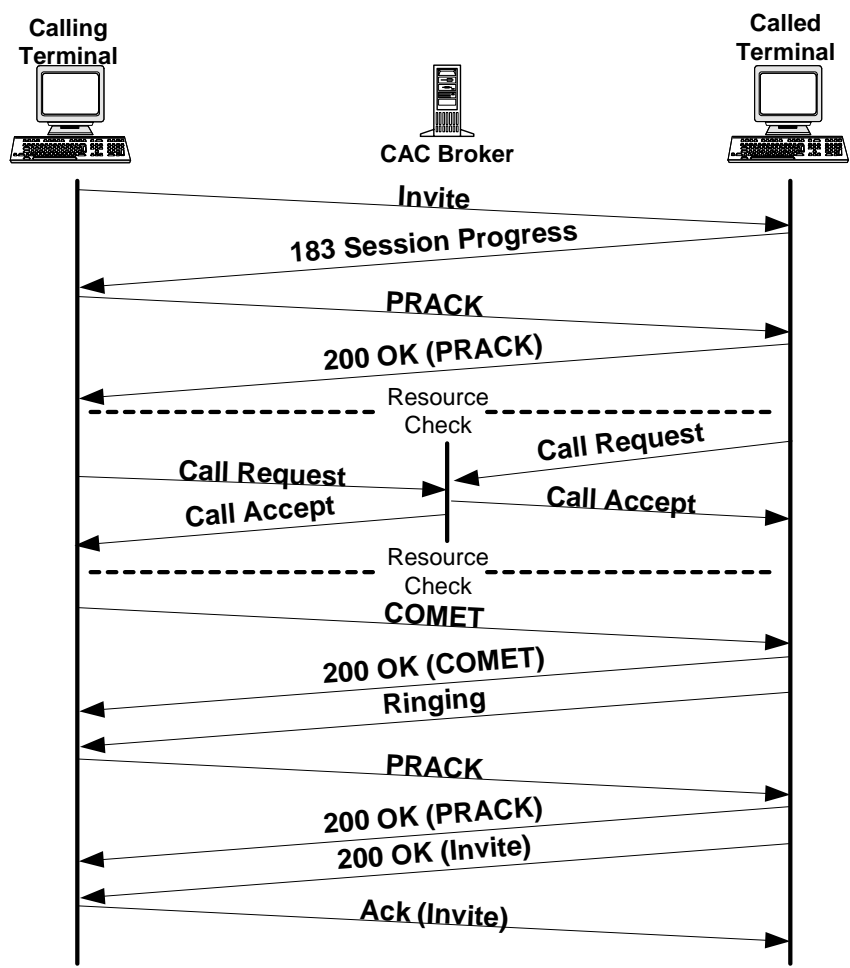 Calling
Terminal
Called
Terminal
CAC Broker
Invite
183 Session Progress
PRACK
200 OK (PRACK)
Resource
Check
Call Request
Call Request
Call Accept
Call Accept
Resource
Check
COMET
200 OK (COMET)
Ringing
PRACK
200 OK (PRACK)
200 OK (Invite)
Ack (Invite)